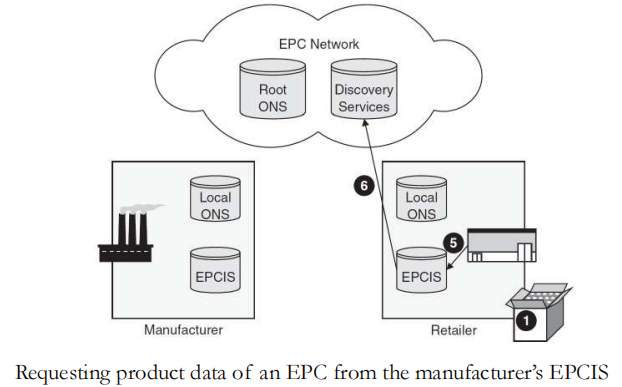 EPC Network
Root
ONS
Discovery
Services
6
Local
ONS
EPCIS
Manufacturer
Local
ONS
5
EPCIS
1
Retailer
Requesting product data of an EPC from the manufacturer's EPCIS